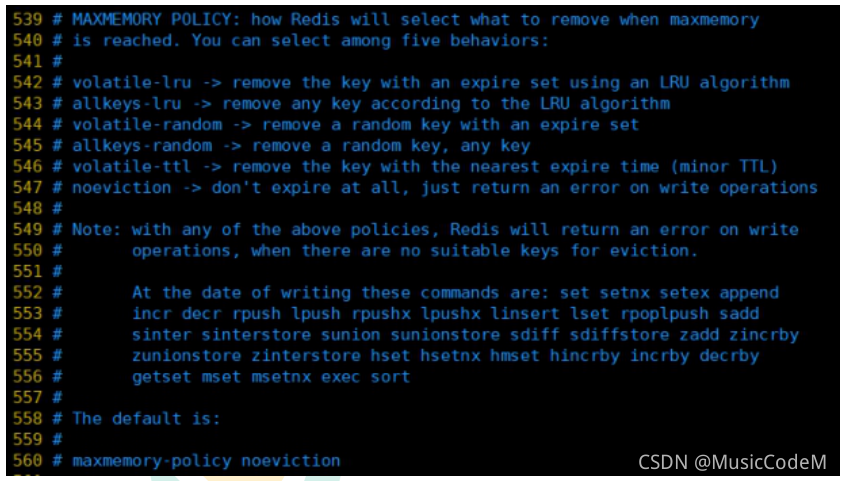 539 # MAXMEMORY POLICY: how Redis will select what to remove when maxmemory
540 # is reached. You can select among five behaviors:
541 #
542 # volatile-lru -> remove the key with an expire set using an LRU algorithm
543 # allkeys-lru -> remove any key according to the LRU algorithm
544 # volatile-random -> remove a random key with an expire set
545 # allkeys-random -> remove a random key, any key
546 # volatile-ttl -> remove the key with the nearest expire time (minor TTL)
547 # noeviction -> don't expire at all, just return an error on write operations
548 #
549 # Note: with any of the above policies, Redis will return an error on write
550 #       operations, when there are no suitable keys for eviction.
551 #
552 #       At the date of writing these commands are: set setnx setex append
553 #       incr decr rpush lpush rpushx lpushx linsert lset rpoplpush sadd
554 #       sinter sinterstore sunion sunionstore sdiff sdiffstore zadd zincrby
555 #       zunionstore zinterstore hset hsetnx hmset hincrby incrby decrby
556 #       getset mset msetnx exec sort
557 #
558 # The default is:
559 #
560 # maxmemory-policy noeviction
CSDN @MusicCodeM